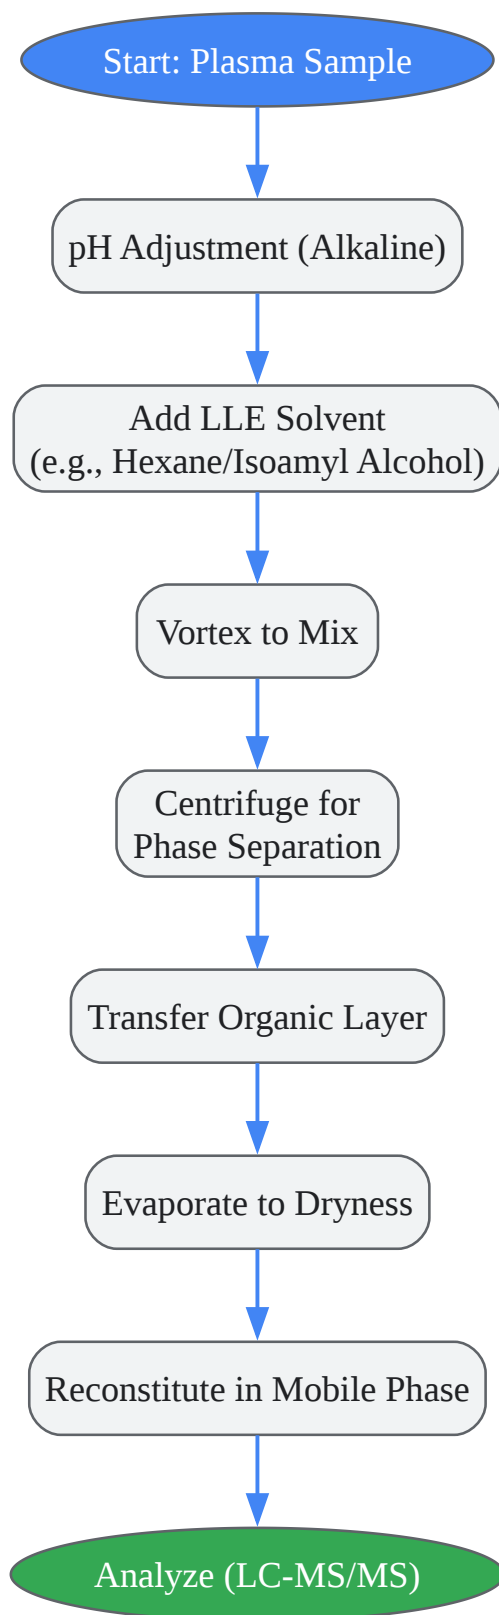 Start: Plasma Sample
pH Adjustment (Alkaline)
Add LLE Solvent
(e.g., Hexane/Isoamyl Alcohol)
Vortex to Mix
Centrifuge for
Phase Separation
Transfer Organic Layer
Evaporate to Dryness
Reconstitute in Mobile Phase
Analyze (LC-MS/MS)